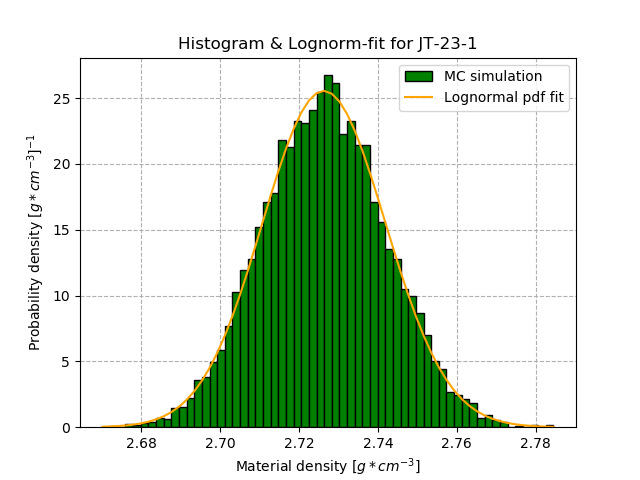 Histogram & Lognorm-fit for JT-23-1
MC simulation
Lognormal pdf fit
Probability density [g * cm⁻³]⁻¹
25
20
15
10
5
0
2.68 2.70 2.72 2.74 2.76 2.78
Material density [g * cm⁻³]